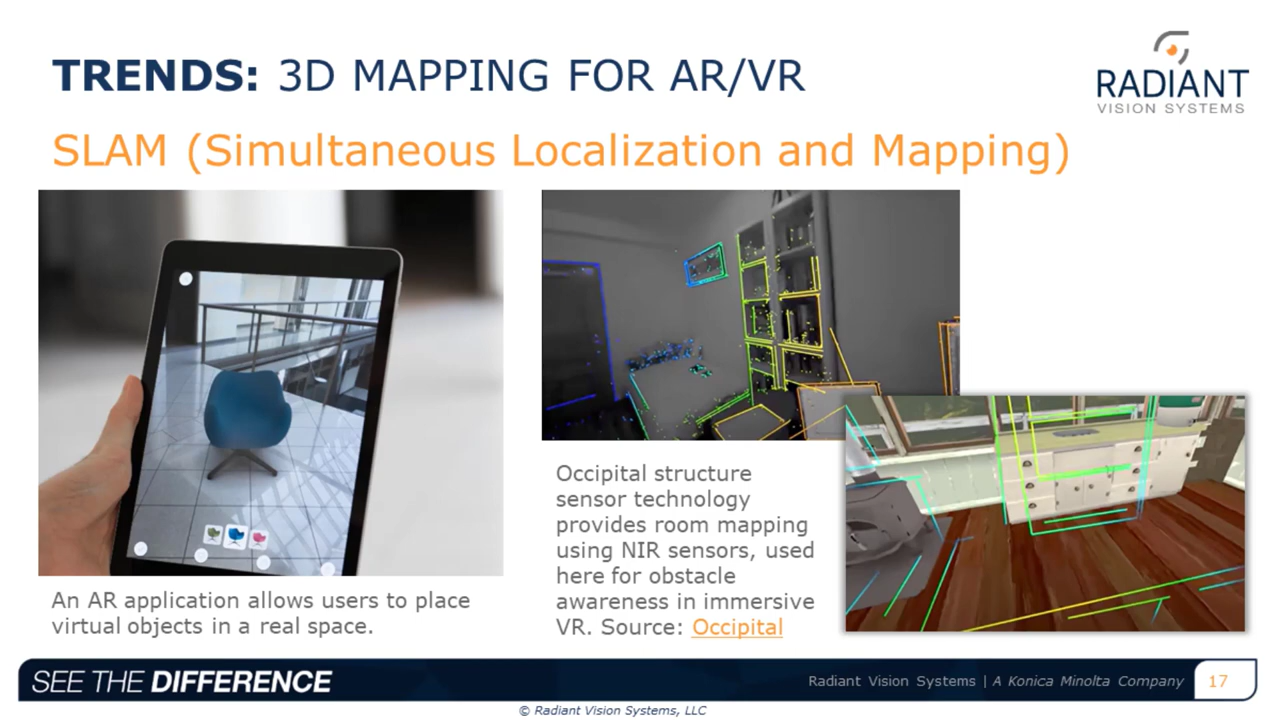 TRENDS: 3D MAPPING FOR AR/VR
RADIANT
VISION SYSTEMS
SLAM (Simultaneous Localization and Mapping)
An AR application allows users to place
virtual objects in a real space.
Occipital structure
sensor technology
provides room mapping
using NIR sensors, used
here for obstacle
awareness in immersive
VR. Source: Occipital
SEE THE DIFFERENCE
Radiant Vision Systems | A Konica Minolta Company
17
© Radiant Vision Systems, LLC